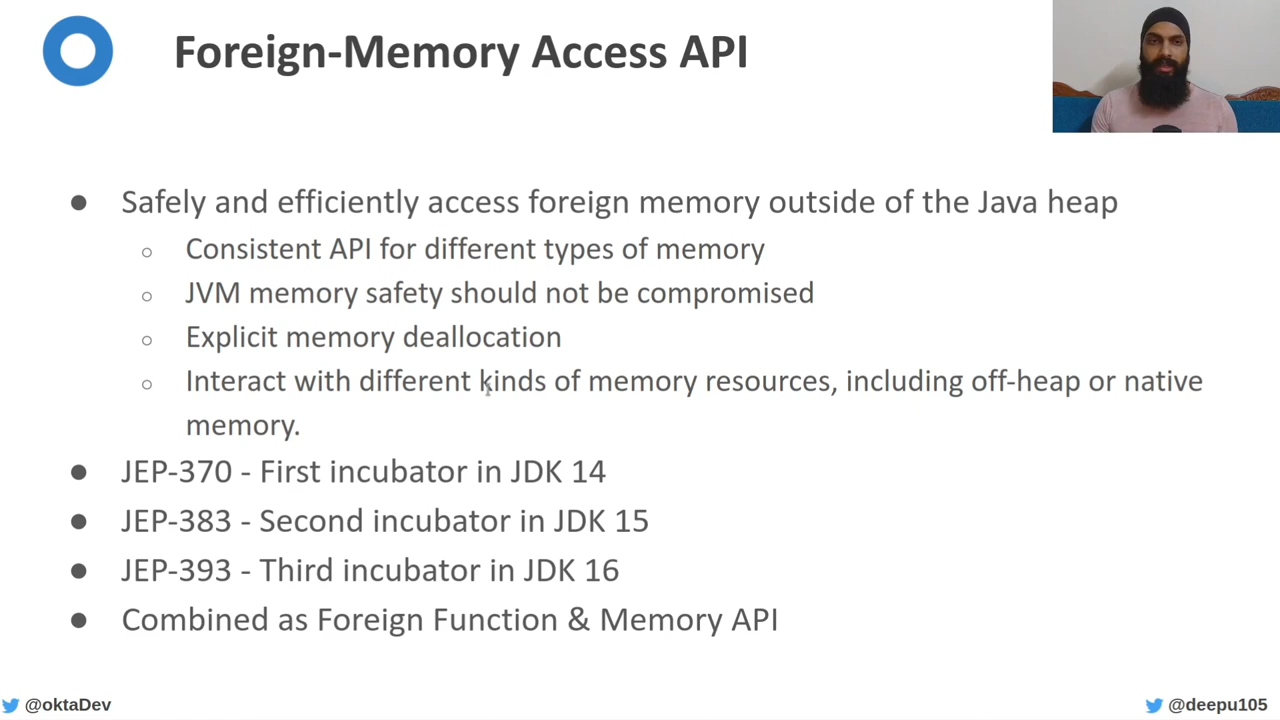 Foreign-Memory Access API
● Safely and efficiently access foreign memory outside of the Java heap
○ Consistent API for different types of memory
○ JVM memory safety should not be compromised
○ Explicit memory deallocation
○ Interact with different kinds of memory resources, including off-heap or native
memory.
● JEP-370 - First incubator in JDK 14
● JEP-383 - Second incubator in JDK 15
● JEP-393 - Third incubator in JDK 16
● Combined as Foreign Function & Memory API
@oktaDev
@deepu105